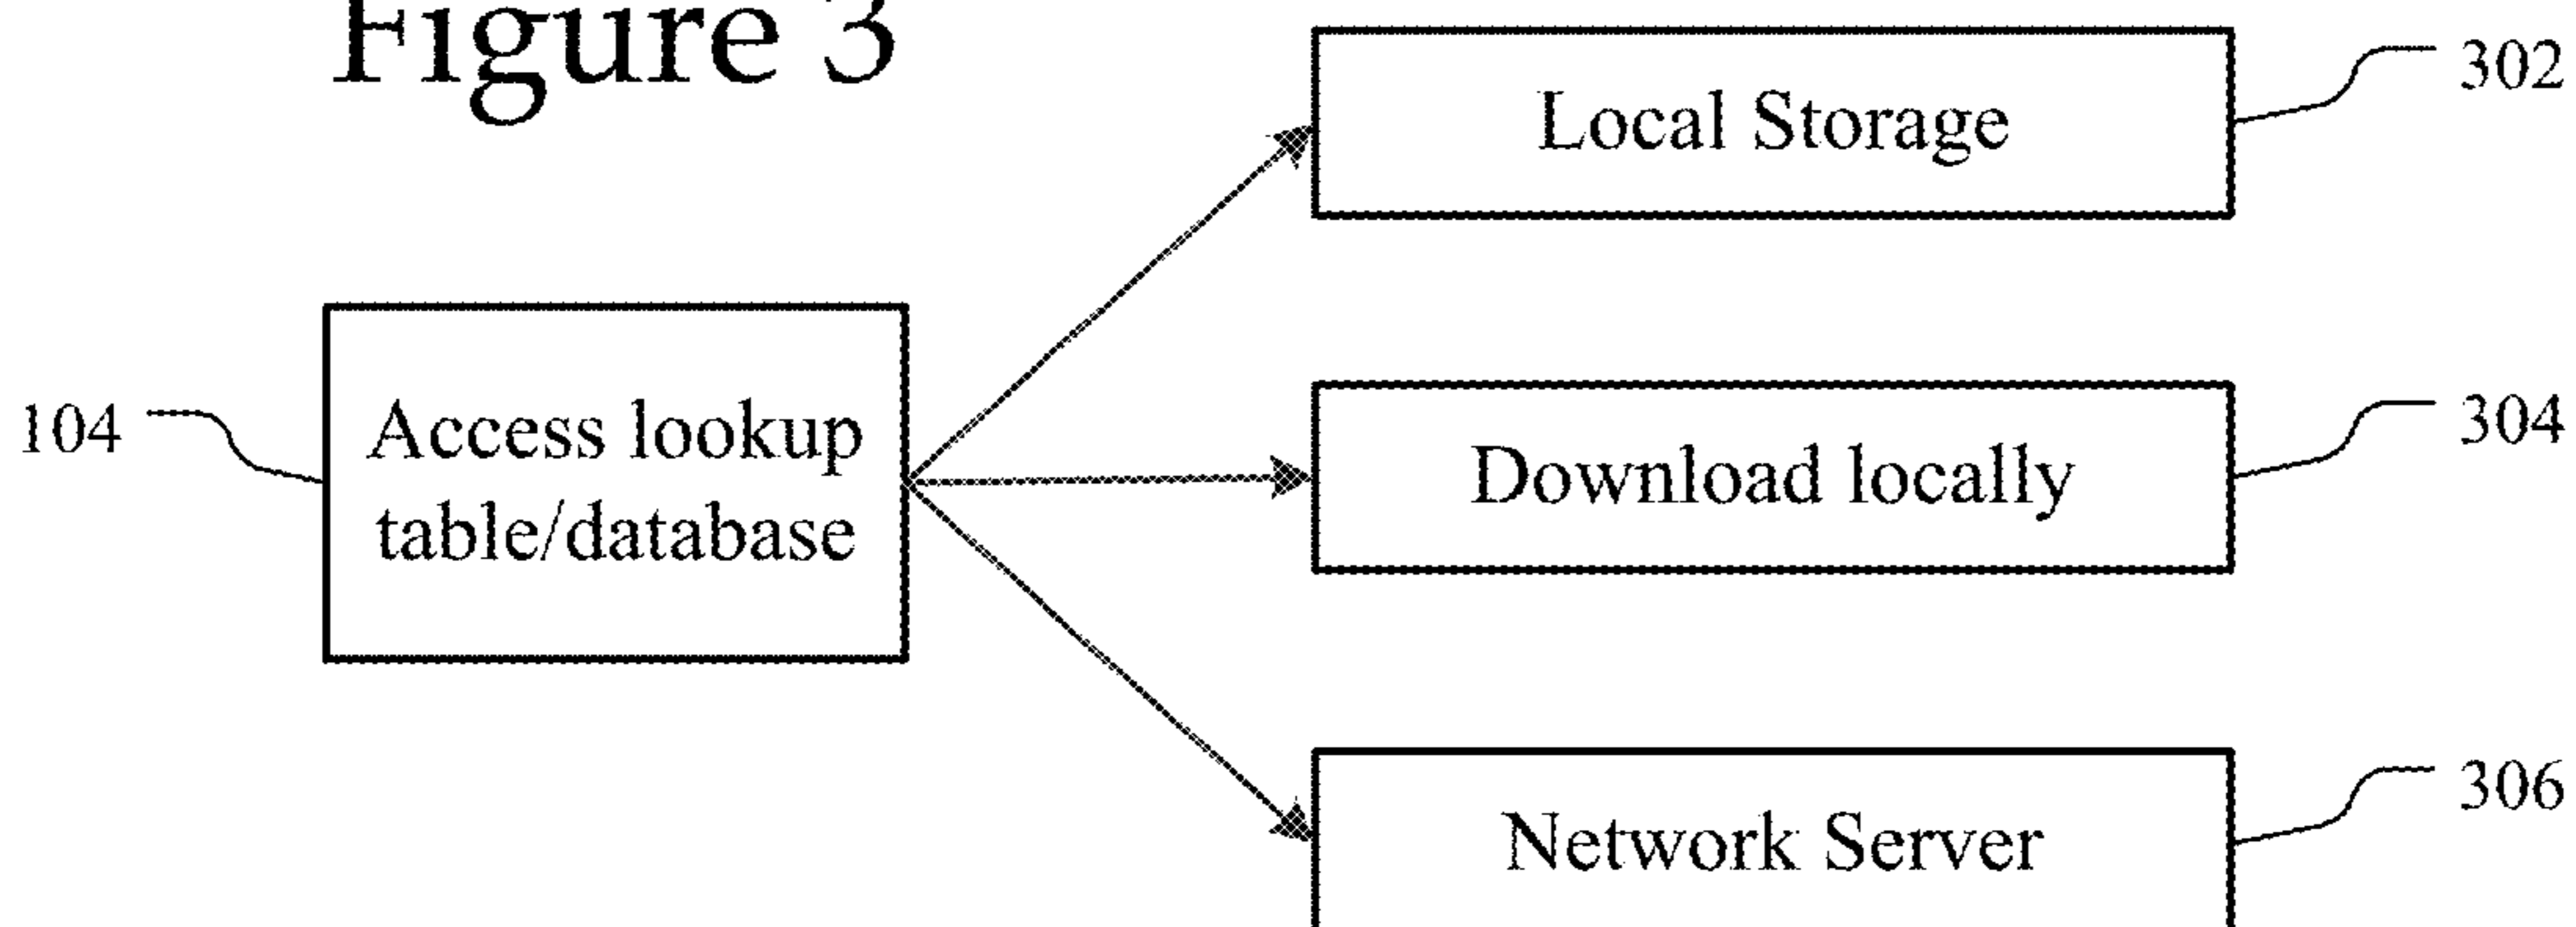 Figure 3
Local Storage
302
Access lookup
table/database
104
Download locally
304
Network Server
306